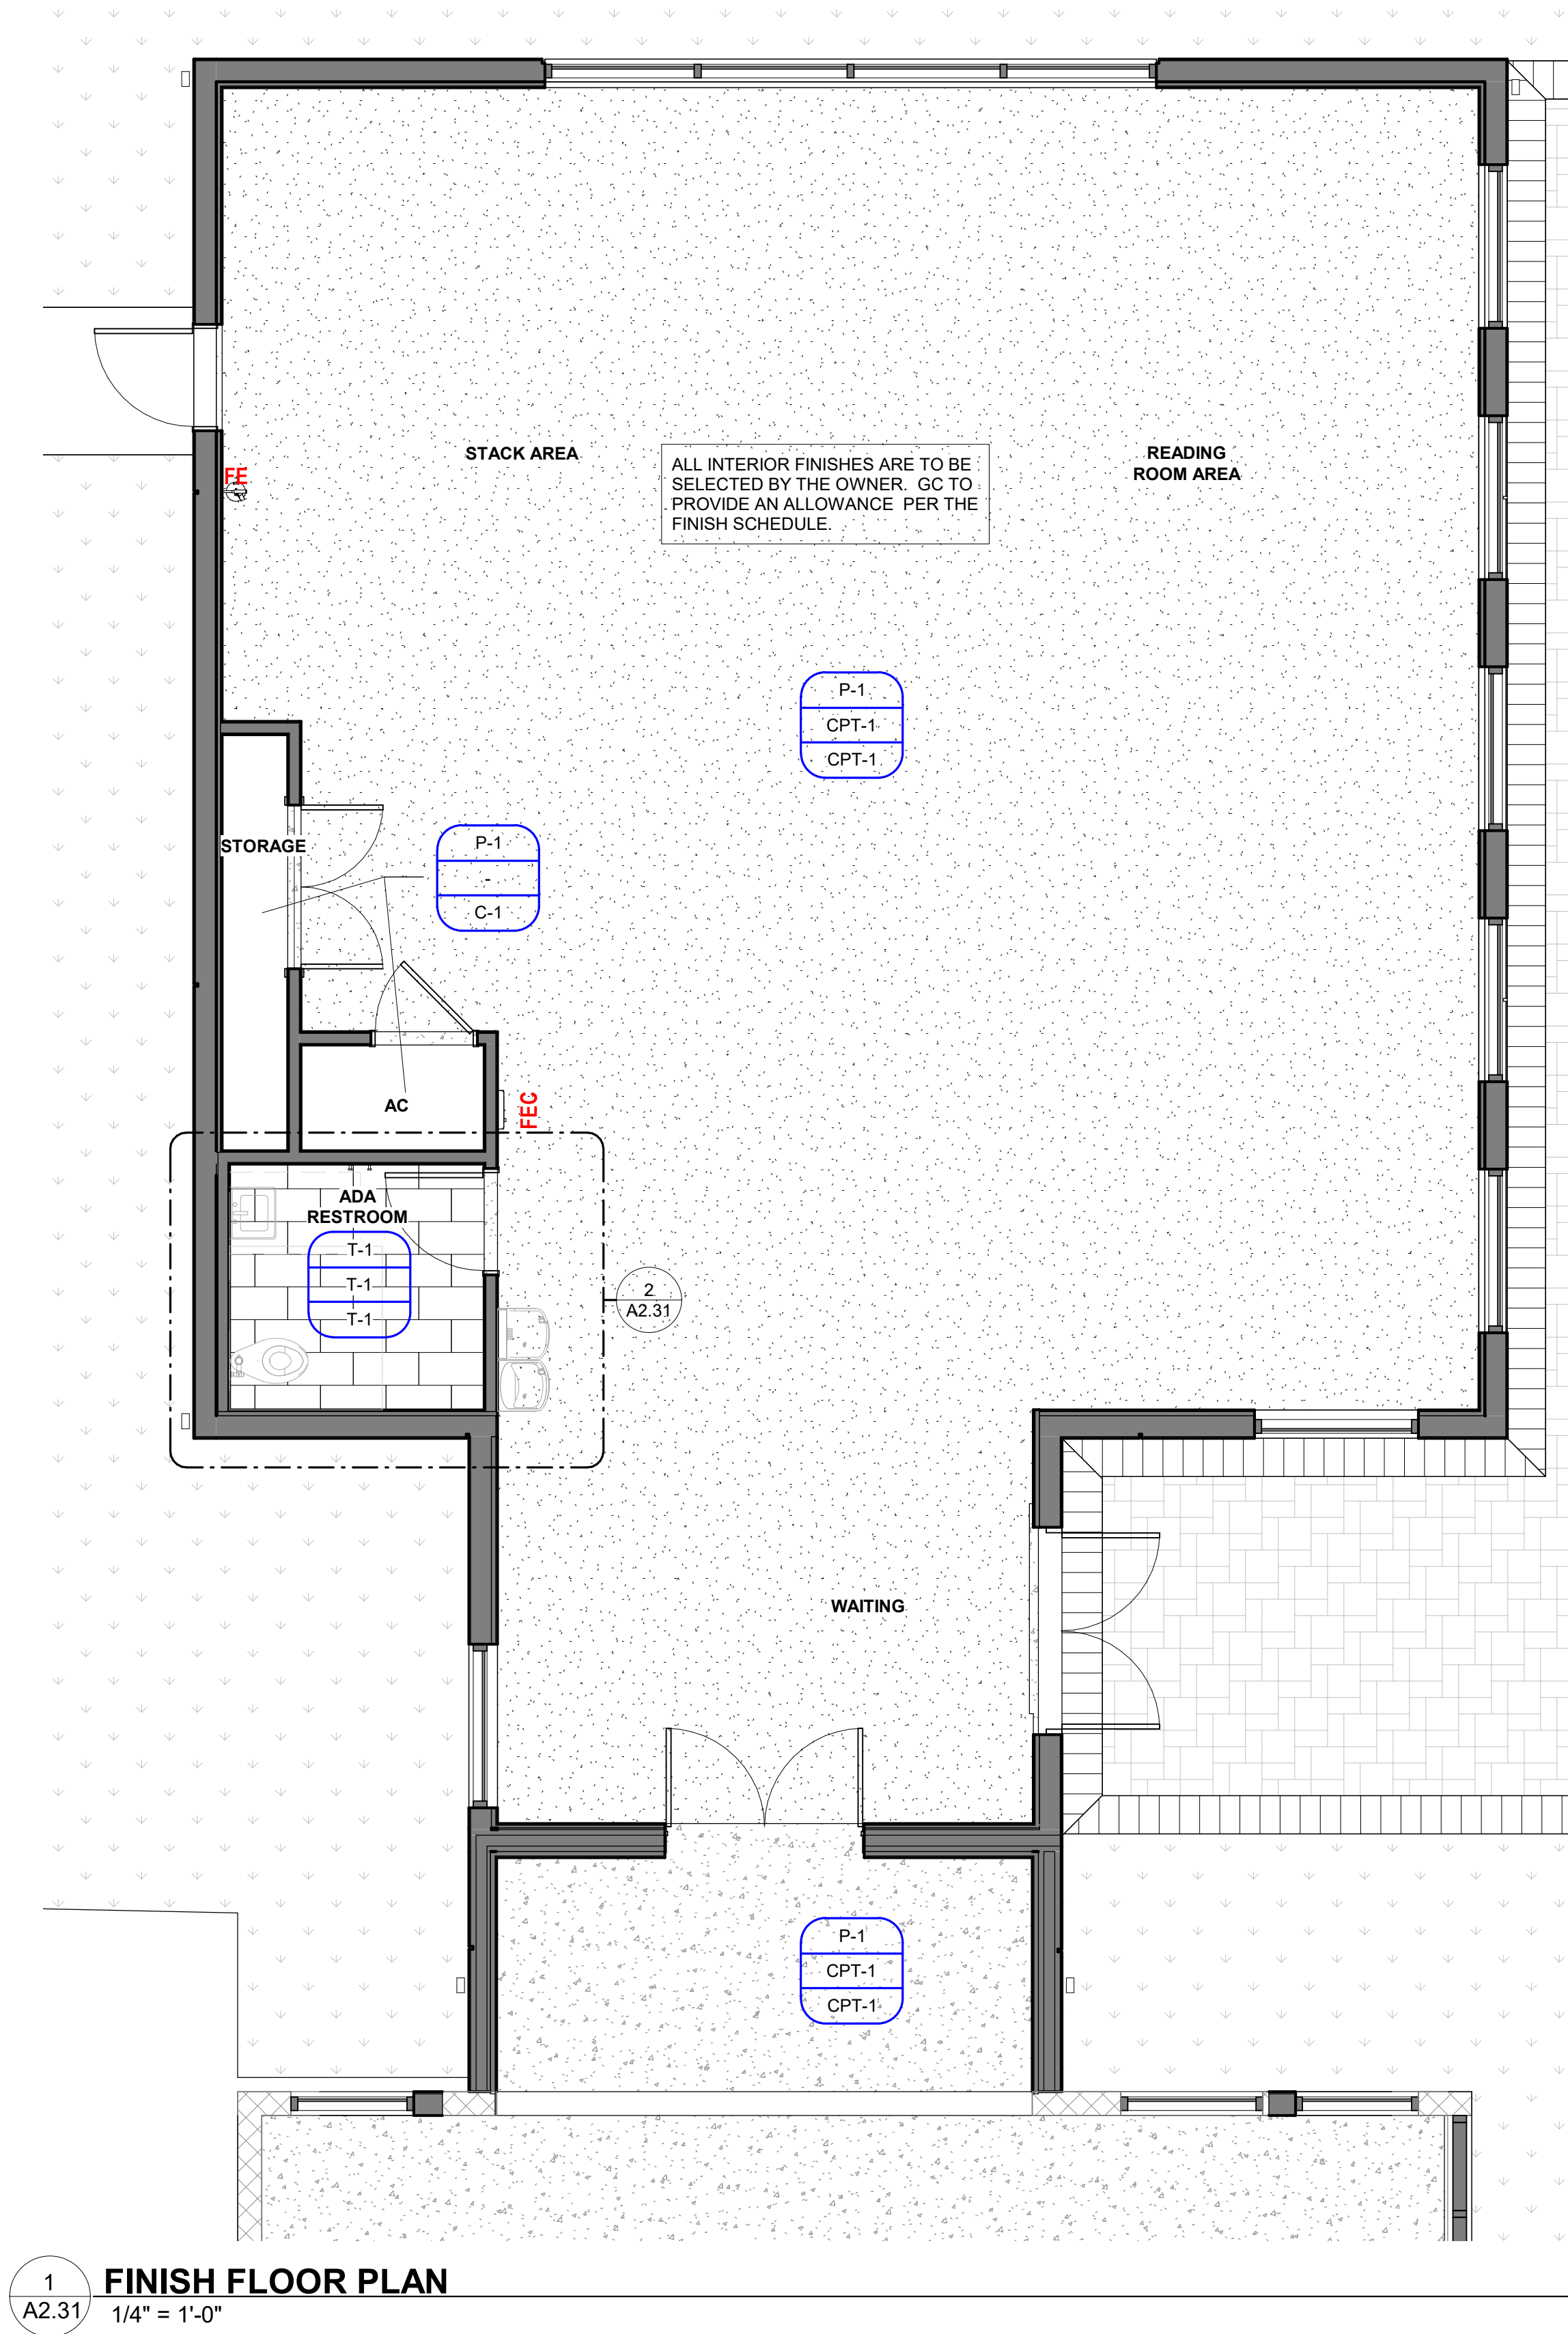 STACK AREA
READING
ROOM AREA
ALL INTERIOR FINISHES ARE TO BE
SELECTED BY THE OWNER.  GC TO
PROVIDE AN ALLOWANCE  PER THE
FINISH SCHEDULE.
FE
P-1
CPT-1
CPT-1
STORAGE
P-1
-
C-1
AC
FEC
ADA
RESTROOM
T-1
T-1
T-1
2
A2.31
WAITING
P-1
CPT-1
CPT-1
1
A2.31
FINISH FLOOR PLAN
1/4" = 1'-0"